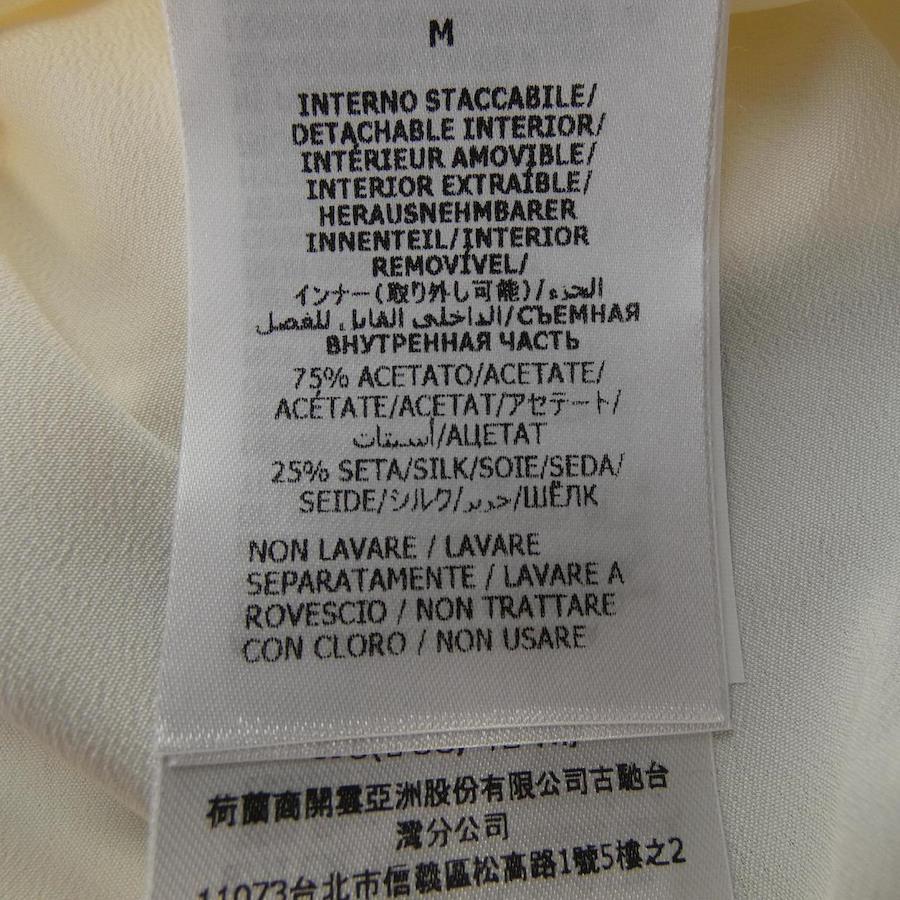 M
INTERNO STACCABILE/
DETACHABLE INTERIOR/
INTÉRIEUR AMOVIBLE/
INTERIOR EXTRAÍBLE/
HERAUSNEHMBARER
INNENTEIL/INTERIOR
REMOVÍVEL/
インナー(取り外し可能)/الجزء
الداخلي القابل للفصل/СЪЕМНАЯ
ВНУТРЕННАЯ ЧАСТЬ
75% ACETATO/ACETATE/
ACÉTATE/ACETAT/アセテート/
أسيتات/АЦЕТАТ
25% SETA/SILK/SOIE/SEDA/
SEIDE/シルク/حرير/ШЁЛК
NON LAVARE / LAVARE
SEPARATAMENTE / LAVARE A
ROVESCIO / NON TRATTARE
CON CLORO / NON USARE
荷蘭商開雲亞洲股份有限公司古馳台
灣分公司
11073台北市信義區松高路1號5樓之2